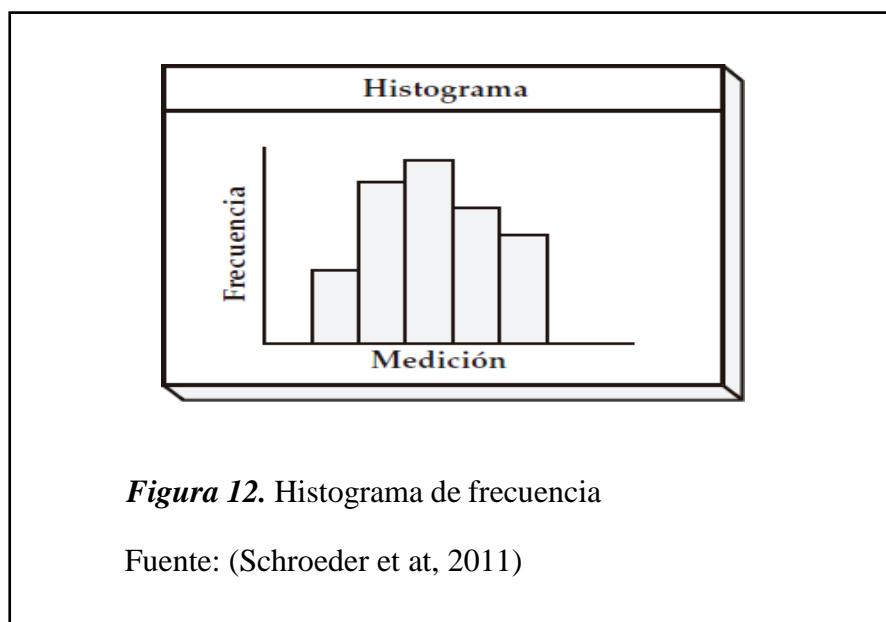 Histograma
Frecuencia
Medición
Figura 12. Histograma de frecuencia
Fuente: (Schroeder et at, 2011)